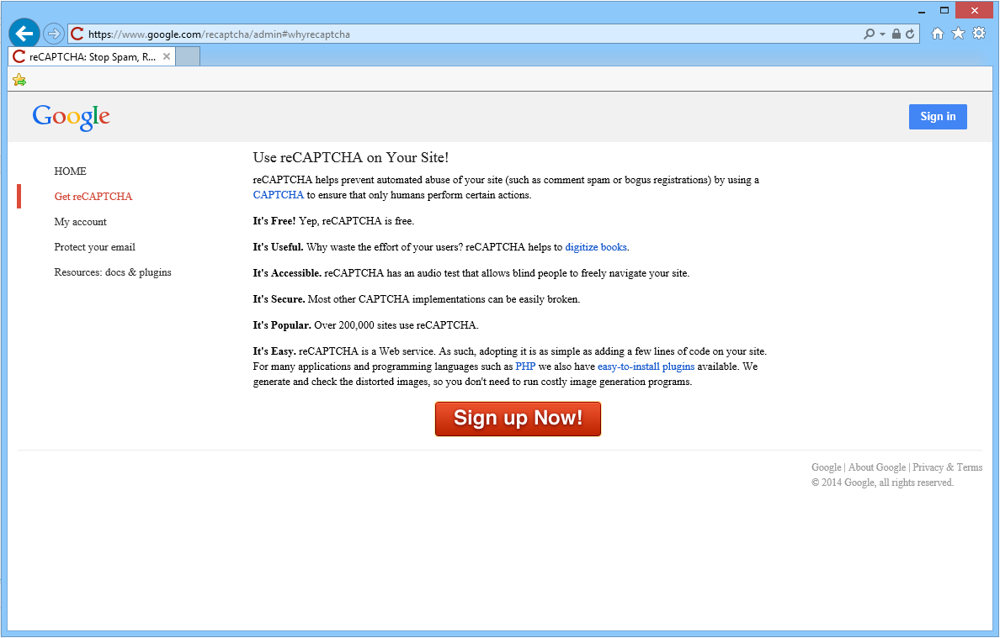 https://www.google.com/recaptcha/admin#whyrecaptcha
reCAPTCHA: Stop Spam, R...
Google
Sign in
HOME
Get reCAPTCHA
My account
Protect your email
Resources: docs & plugins
Use reCAPTCHA on Your Site!
reCAPTCHA helps prevent automated abuse of your site (such as comment spam or bogus registrations) by using a
CAPTCHA to ensure that only humans perform certain actions.
It's Free! Yep, reCAPTCHA is free.
It's Useful. Why waste the effort of your users? reCAPTCHA helps to digitize books.
It's Accessible. reCAPTCHA has an audio test that allows blind people to freely navigate your site.
It's Secure. Most other CAPTCHA implementations can be easily broken.
It's Popular. Over 200,000 sites use reCAPTCHA.
It's Easy. reCAPTCHA is a Web service. As such, adopting it is as simple as adding a few lines of code on your site.
For many applications and programming languages such as PHP we also have easy-to-install plugins available. We
generate and check the distorted images, so you don't need to run costly image generation programs.
Sign up Now!
Google | About Google | Privacy & Terms
© 2014 Google, all rights reserved.